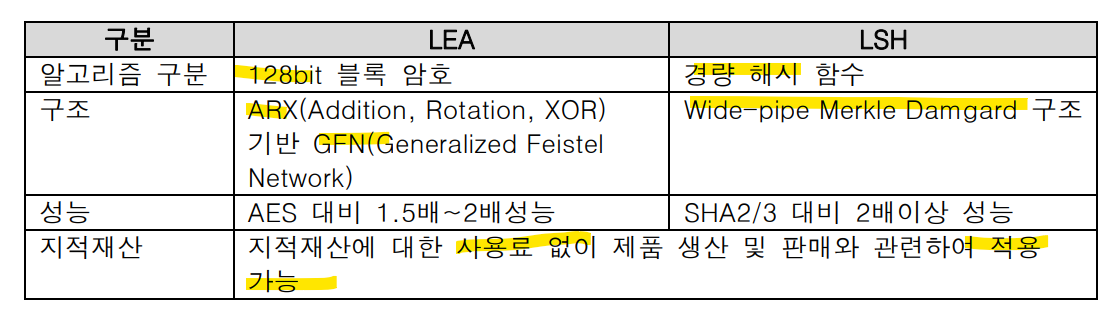 구분 LEA LSH
알고리즘 구분 128bit 블록 암호 경량 해시 함수
구조 ARX(Addition, Rotation, XOR) Wide-pipe Merkle Damgard 구조
기반 GFN(Generalized Feistel
Network)
성능 AES 대비 1.5배~2배성능 SHA2/3 대비 2배이상 성능
지적재산 지적재산에 대한 사용료 없이 제품 생산 및 판매와 관련하여 적용
가능